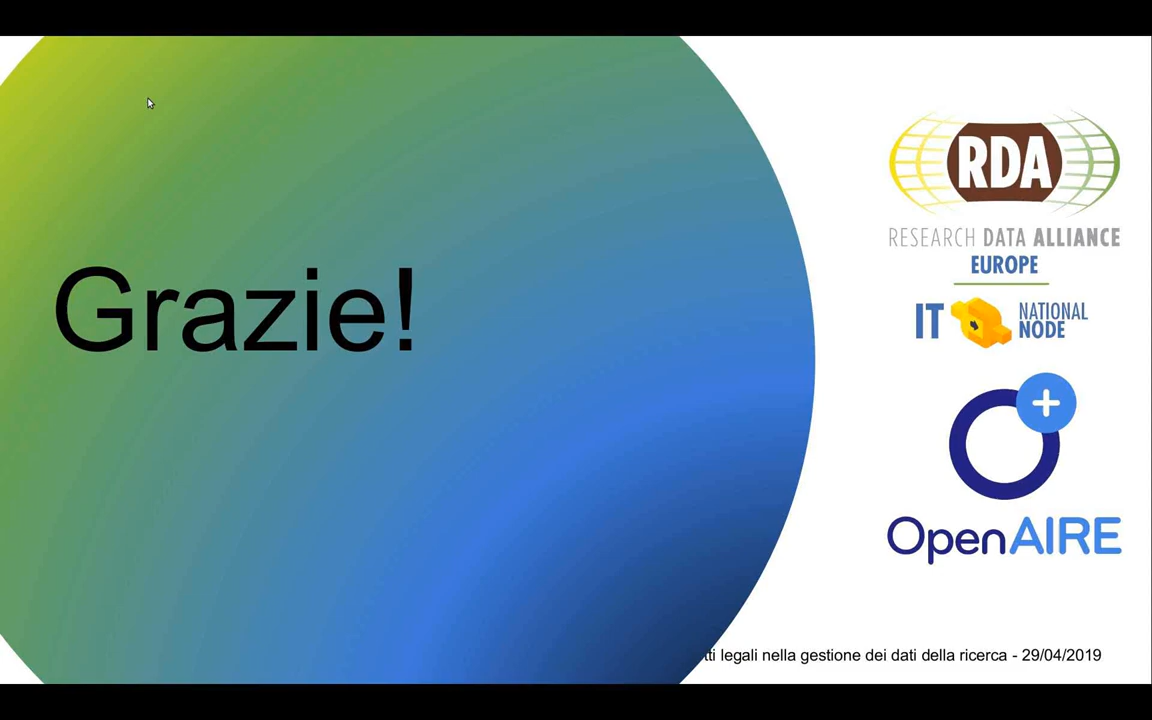 Grazie!
RDA
RESEARCH DATA ALLIANCE
EUROPE
IT NATIONAL NODE
OpenAIRE
legali nella gestione dei dati della ricerca - 29/04/2019